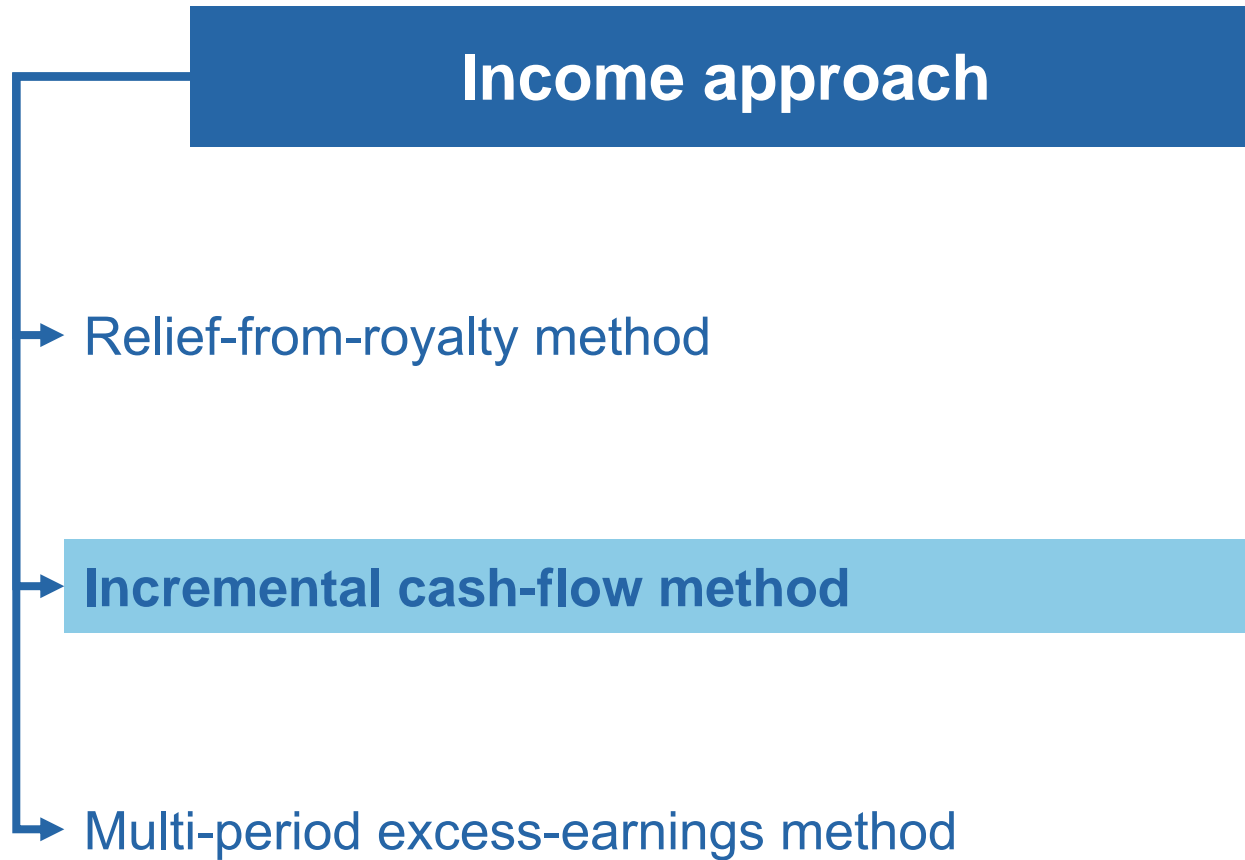 Income approach
Relief-from-royalty method
Incremental cash-flow method
Multi-period excess-earnings method